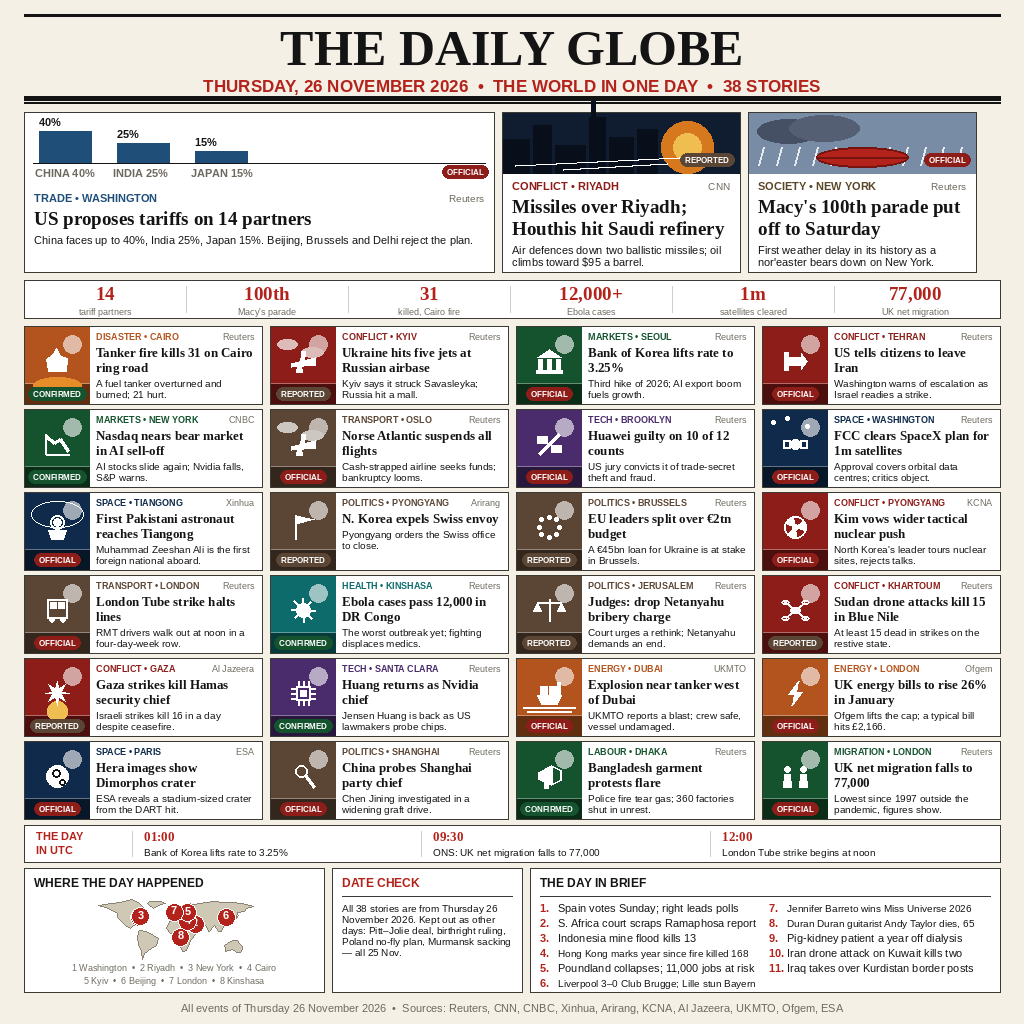 THE DAILY GLOBE
THURSDAY, 26 NOVEMBER 2026 • THE WORLD IN ONE DAY • 38 STORIES
40%
25%
15%
CHINA 40%
INDIA 25%
JAPAN 15%
OFFICIAL
TRADE • WASHINGTON
Reuters
US proposes tariffs on 14 partners
China faces up to 40%, India 25%, Japan 15%. Beijing, Brussels and Delhi reject the plan.
REPORTED
CONFLICT • RIYADH
CNN
Missiles over Riyadh;
Houthis hit Saudi refinery
Air defences down two ballistic missiles; oil
climbs toward $95 a barrel.
OFFICIAL
SOCIETY • NEW YORK
Reuters
Macy's 100th parade put
off to Saturday
First weather delay in its history as a
nor'easter bears down on New York.
14
tariff partners
100th
Macy's parade
31
killed, Cairo fire
12,000+
Ebola cases
1m
satellites cleared
77,000
UK net migration
CONFIRMED
DISASTER • CAIRO
Reuters
Tanker fire kills 31 on Cairo
ring road
A fuel tanker overturned and
burned; 21 hurt.
REPORTED
CONFLICT • KYIV
Reuters
Ukraine hits five jets at
Russian airbase
Kyiv says it struck Savasleyka;
Russia hit a mall.
OFFICIAL
MARKETS • SEOUL
Reuters
Bank of Korea lifts rate to
3.25%
Third hike of 2026; AI export boom
fuels growth.
OFFICIAL
CONFLICT • TEHRAN
Reuters
US tells citizens to leave
Iran
Washington warns of escalation as
Israel readies a strike.
CONFIRMED
MARKETS • NEW YORK
CNBC
Nasdaq nears bear market
in AI sell-off
AI stocks slide again; Nvidia falls,
S&P warns.
OFFICIAL
TRANSPORT • OSLO
Reuters
Norse Atlantic suspends all
flights
Cash-strapped airline seeks funds;
bankruptcy looms.
OFFICIAL
TECH • BROOKLYN
Reuters
Huawei guilty on 10 of 12
counts
US jury convicts it of trade-secret
theft and fraud.
OFFICIAL
SPACE • WASHINGTON
Reuters
FCC clears SpaceX plan for
1m satellites
Approval covers orbital data
centres; critics object.
OFFICIAL
SPACE • TIANGONG
Xinhua
First Pakistani astronaut
reaches Tiangong
Muhammad Zeeshan Ali is the first
foreign national aboard.
REPORTED
POLITICS • PYONGYANG
Arirang
N. Korea expels Swiss envoy
Pyongyang orders the Swiss office
to close.
REPORTED
POLITICS • BRUSSELS
Reuters
EU leaders split over €2tn
budget
A €45bn loan for Ukraine is at stake
in Brussels.
OFFICIAL
CONFLICT • PYONGYANG
KCNA
Kim vows wider tactical
nuclear push
North Korea's leader tours nuclear
sites, rejects talks.
OFFICIAL
TRANSPORT • LONDON
Reuters
London Tube strike halts
lines
RMT drivers walk out at noon in a
four-day-week row.
CONFIRMED
HEALTH • KINSHASA
Reuters
Ebola cases pass 12,000 in
DR Congo
The worst outbreak yet; fighting
displaces medics.
REPORTED
POLITICS • JERUSALEM
Reuters
Judges: drop Netanyahu
bribery charge
Court urges a rethink; Netanyahu
demands an end.
REPORTED
CONFLICT • KHARTOUM
Reuters
Sudan drone attacks kill 15
in Blue Nile
At least 15 dead in strikes on the
restive state.
REPORTED
CONFLICT • GAZA
Al Jazeera
Gaza strikes kill Hamas
security chief
Israeli strikes kill 16 in a day
despite ceasefire.
CONFIRMED
TECH • SANTA CLARA
Reuters
Huang returns as Nvidia
chief
Jensen Huang is back as US
lawmakers probe chips.
OFFICIAL
ENERGY • DUBAI
UKMTO
Explosion near tanker west
of Dubai
UKMTO reports a blast; crew safe,
vessel undamaged.
OFFICIAL
ENERGY • LONDON
Ofgem
UK energy bills to rise 26%
in January
Ofgem lifts the cap; a typical bill
hits £2,166.
OFFICIAL
SPACE • PARIS
ESA
Hera images show
Dimorphos crater
ESA reveals a stadium-sized crater
from the DART hit.
OFFICIAL
POLITICS • SHANGHAI
Reuters
China probes Shanghai
party chief
Chen Jining investigated in a
widening graft drive.
CONFIRMED
LABOUR • DHAKA
Reuters
Bangladesh garment
protests flare
Police fire tear gas; 360 factories
shut in unrest.
OFFICIAL
MIGRATION • LONDON
Reuters
UK net migration falls to
77,000
Lowest since 1997 outside the
pandemic, figures show.
THE DAY
IN UTC
01:00
Bank of Korea lifts rate to 3.25%
09:30
ONS: UK net migration falls to 77,000
12:00
London Tube strike begins at noon
WHERE THE DAY HAPPENED
3
7
5
6
8
1 Washington • 2 Riyadh • 3 New York • 4 Cairo
5 Kyiv • 6 Beijing • 7 London • 8 Kinshasa
DATE CHECK
All 38 stories are from Thursday 26
November 2026. Kept out as other
days: Pitt–Jolie deal, birthright ruling,
Poland no-fly plan, Murmansk sacking
— all 25 Nov.
THE DAY IN BRIEF
1. Spain votes Sunday; right leads polls
2. S. Africa court scraps Ramaphosa report
3. Indonesia mine flood kills 13
4. Hong Kong marks year since fire killed 168
5. Poundland collapses; 11,000 jobs at risk
6. Liverpool 3–0 Club Brugge; Lille stun Bayern
7. Jennifer Barreto wins Miss Universe 2026
8. Duran Duran guitarist Andy Taylor dies, 65
9. Pig-kidney patient a year off dialysis
10. Iran drone attack on Kuwait kills two
11. Iraq takes over Kurdistan border posts
All events of Thursday 26 November 2026 • Sources: Reuters, CNN, CNBC, Xinhua, Arirang, KCNA, Al Jazeera, UKMTO, Ofgem, ESA